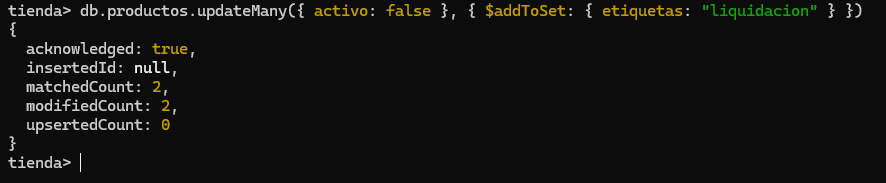 tienda> db.productos.updateMany({ activo: false }, { $addToSet: { etiquetas: "liquidacion" } })
{
  acknowledged: true,
  insertedId: null,
  matchedCount: 2,
  modifiedCount: 2,
  upsertedCount: 0
}
tienda>